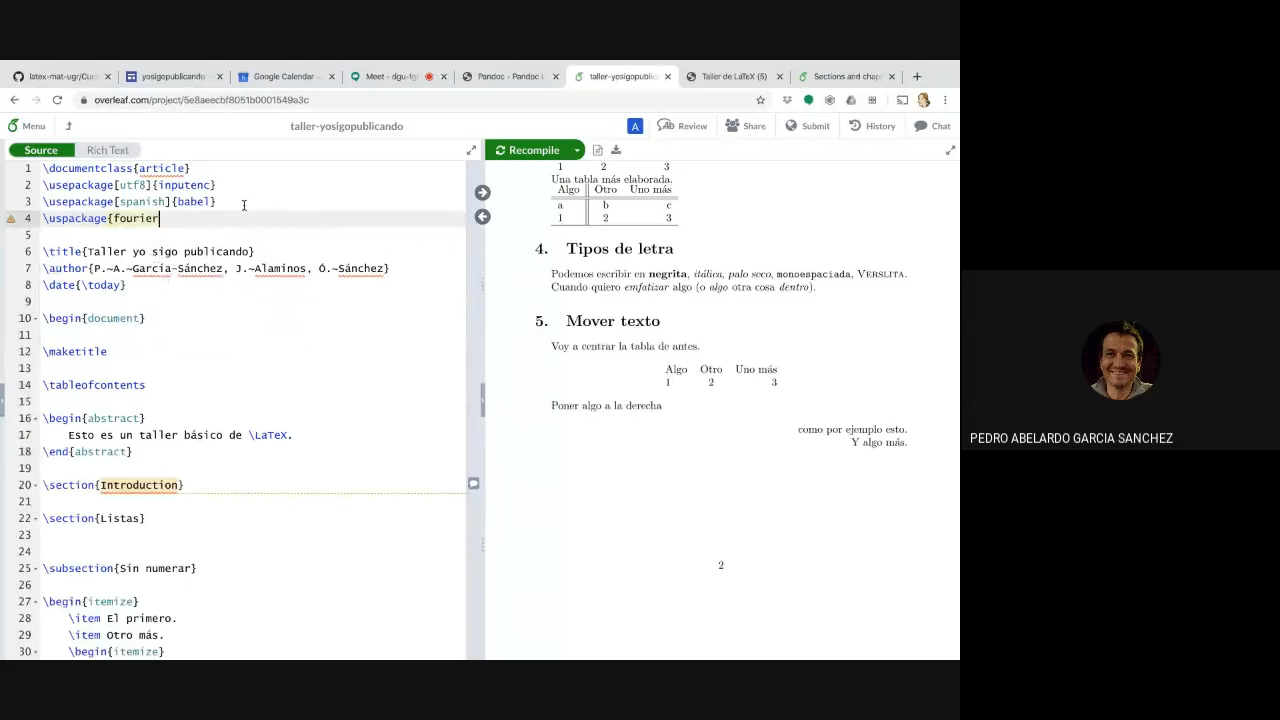 latex-mat-ugr/Cur
yosigopublicando
Google Calendar -
Meet - dgu-fg
Pandoc - Pandoc
taller-yosigopublic
Taller de LaTeX (5)
Sections and chap
overleaf.com/project/5e8aeecbf8051b0001549a3c
Menu
taller-yosigopublicando
A
Review
Share
Submit
History
Chat
Source
Rich Text
Recompile
1 \documentclass{article}
2 \usepackage[utf8]{inputenc}
3 \usepackage[spanish]{babel}
4 \uspackage{fourier
5
6 \title{Taller yo sigo publicando}
7 \author{P.~A.~García-Sánchez, J.~Alaminos, Ó.~Sánchez}
8 \date{\today}
9
10 \begin{document}
11
12 \maketitle
13
14 \tableofcontents
15
16 \begin{abstract}
17 Esto es un taller básico de \LaTeX.
18 \end{abstract}
19
20 \section{Introduction}
21
22 \section{Listas}
23
24
25 \subsection{Sin numerar}
26
27 \begin{itemize}
28 \item El primero.
29 \item Otro más.
30 \begin{itemize}
1 2 3
Una tabla más elaborada.
Algo Otro Uno más
a b c
1 2 3
4. Tipos de letra
Podemos escribir en negrita, itálica, palo seco, monoespaciada, Verslita.
Cuando quiero emfatizar algo (o algo otra cosa dentro).
5. Mover texto
Voy a centrar la tabla de antes.
Algo Otro Uno más
1 2 3
Poner algo a la derecha
como por ejemplo esto.
Y algo más.
2
PEDRO ABELARDO GARCIA SANCHEZ